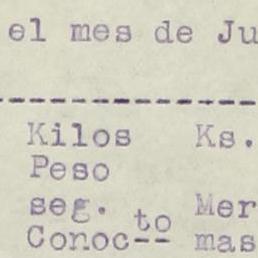 el mes de Ju
Kilos Ks.
Peso
seg. Mer
Conoc-to mas